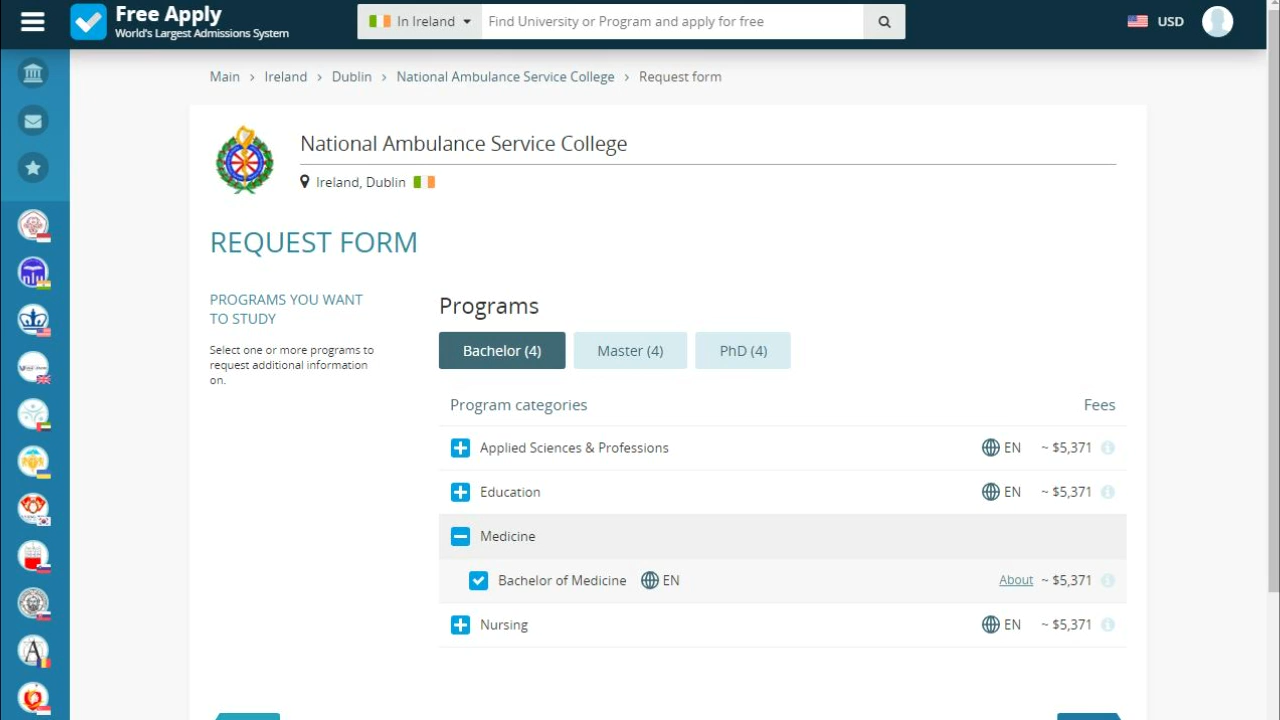 Free Apply
World's Largest Admissions System
In Ireland
Find University or Program and apply for free
USD
Main > Ireland > Dublin > National Ambulance Service College > Request form
National Ambulance Service College
Ireland, Dublin
REQUEST FORM
PROGRAMS YOU WANT
TO STUDY
Select one or more programs to
request additional information
on.
Programs
Bachelor (4) Master (4) PhD (4)
Program categories Fees
Applied Sciences & Professions EN ~ $5,371
Education EN ~ $5,371
Medicine
Bachelor of Medicine EN About ~ $5,371
Nursing EN ~ $5,371
nlu
A